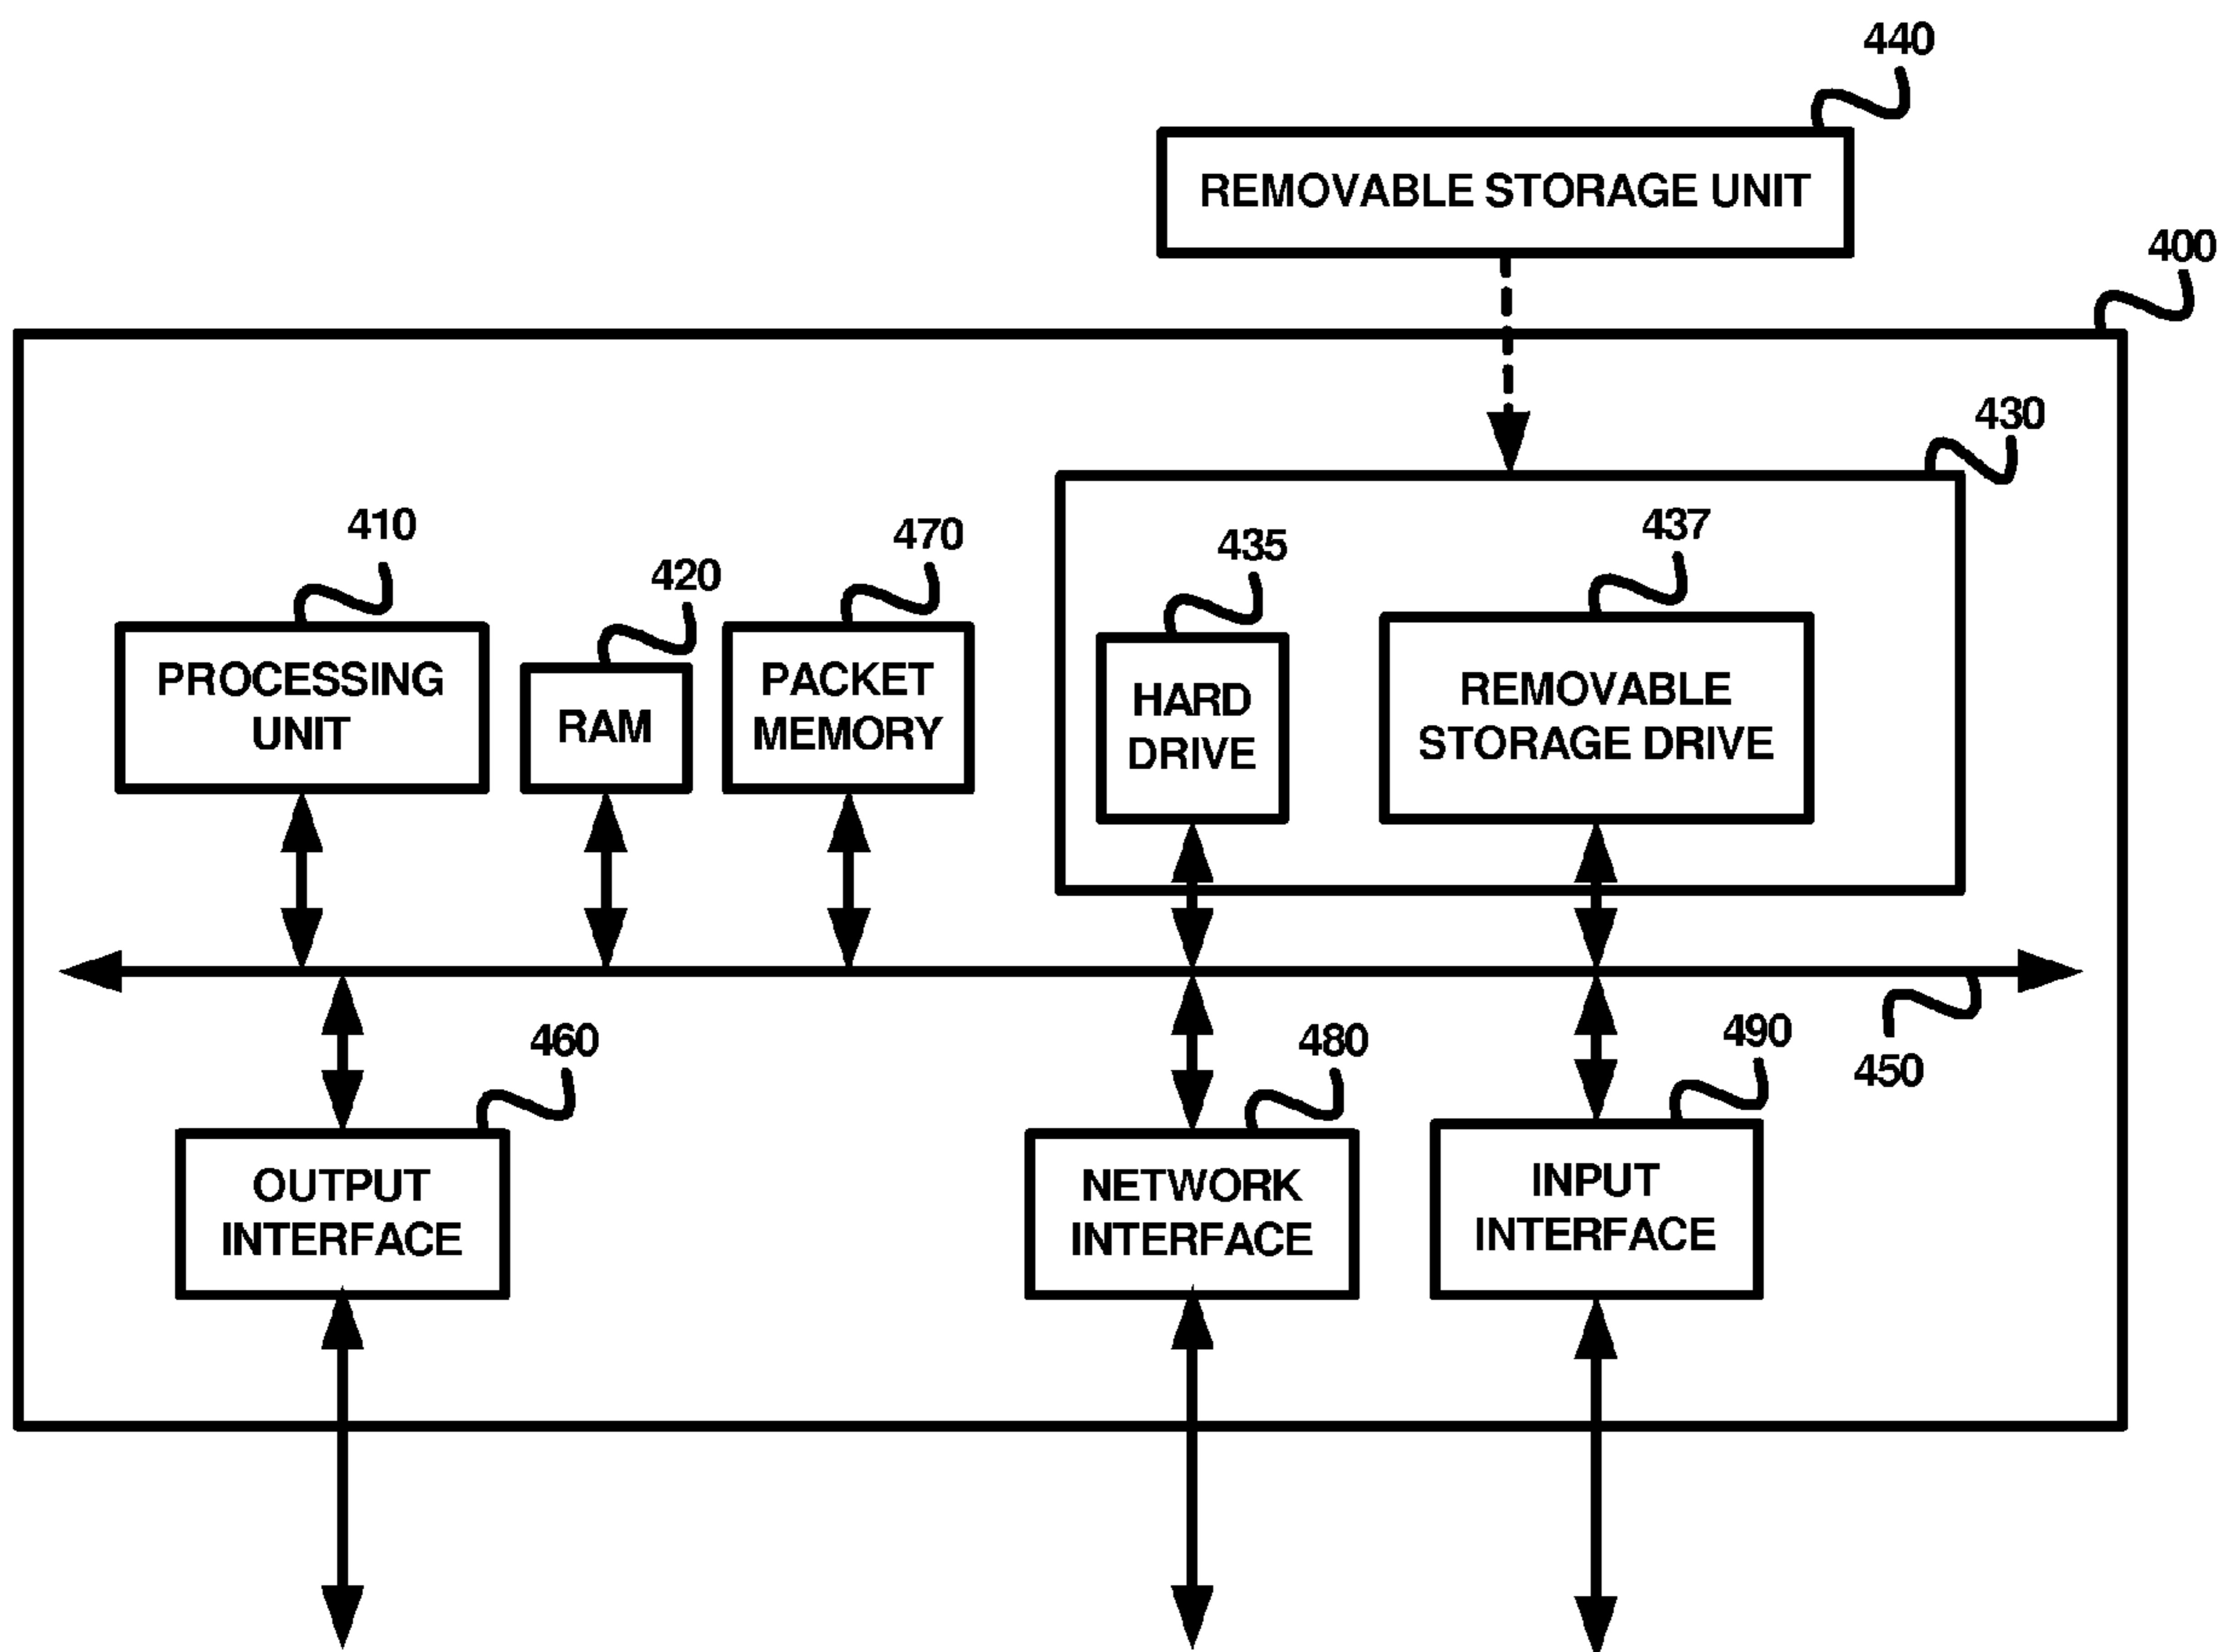 440
REMOVABLE STORAGE UNIT
400
430
410
420
470
435
437
PROCESSING
UNIT
RAM
PACKET
MEMORY
HARD
DRIVE
REMOVABLE
STORAGE DRIVE
460
480
490
450
OUTPUT
INTERFACE
NETWORK
INTERFACE
INPUT
INTERFACE